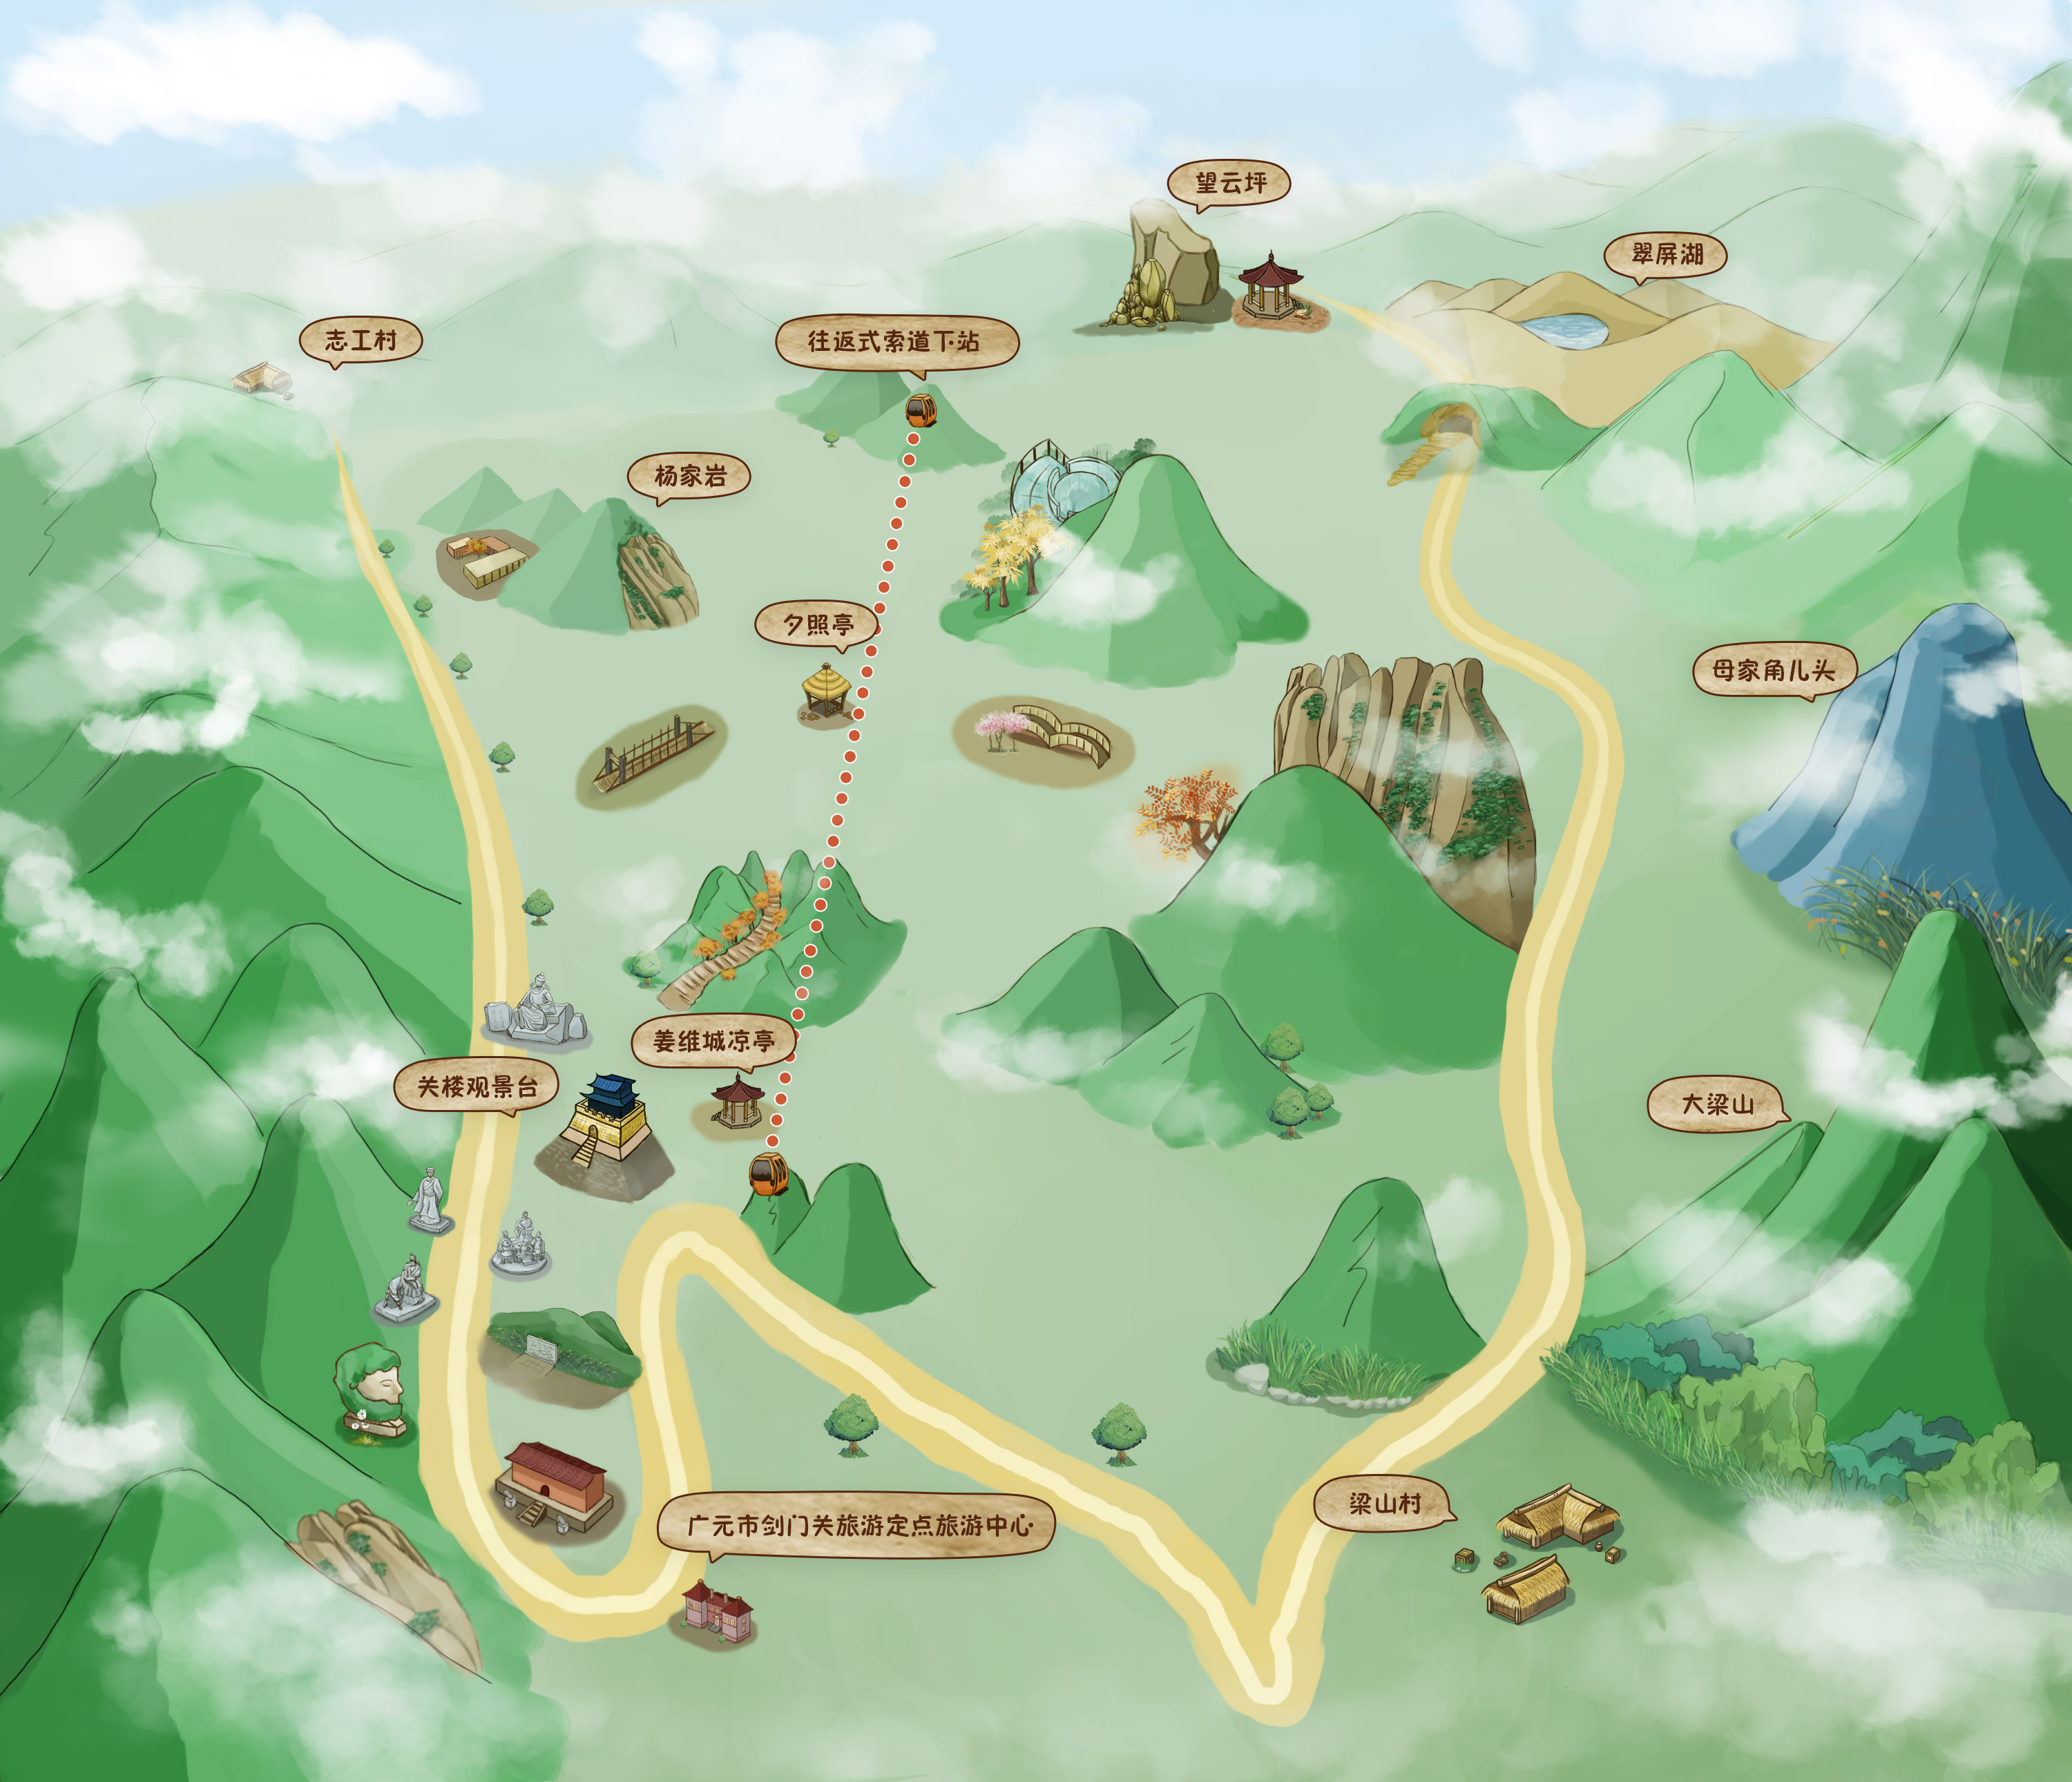 望云坪
翠屏湖
志工村
往返式索道下站
杨家岩
夕照亭
母家角儿头
姜维城凉亭
关楼观景台
大梁山
梁山村
广元市剑门关旅游定点旅游中心